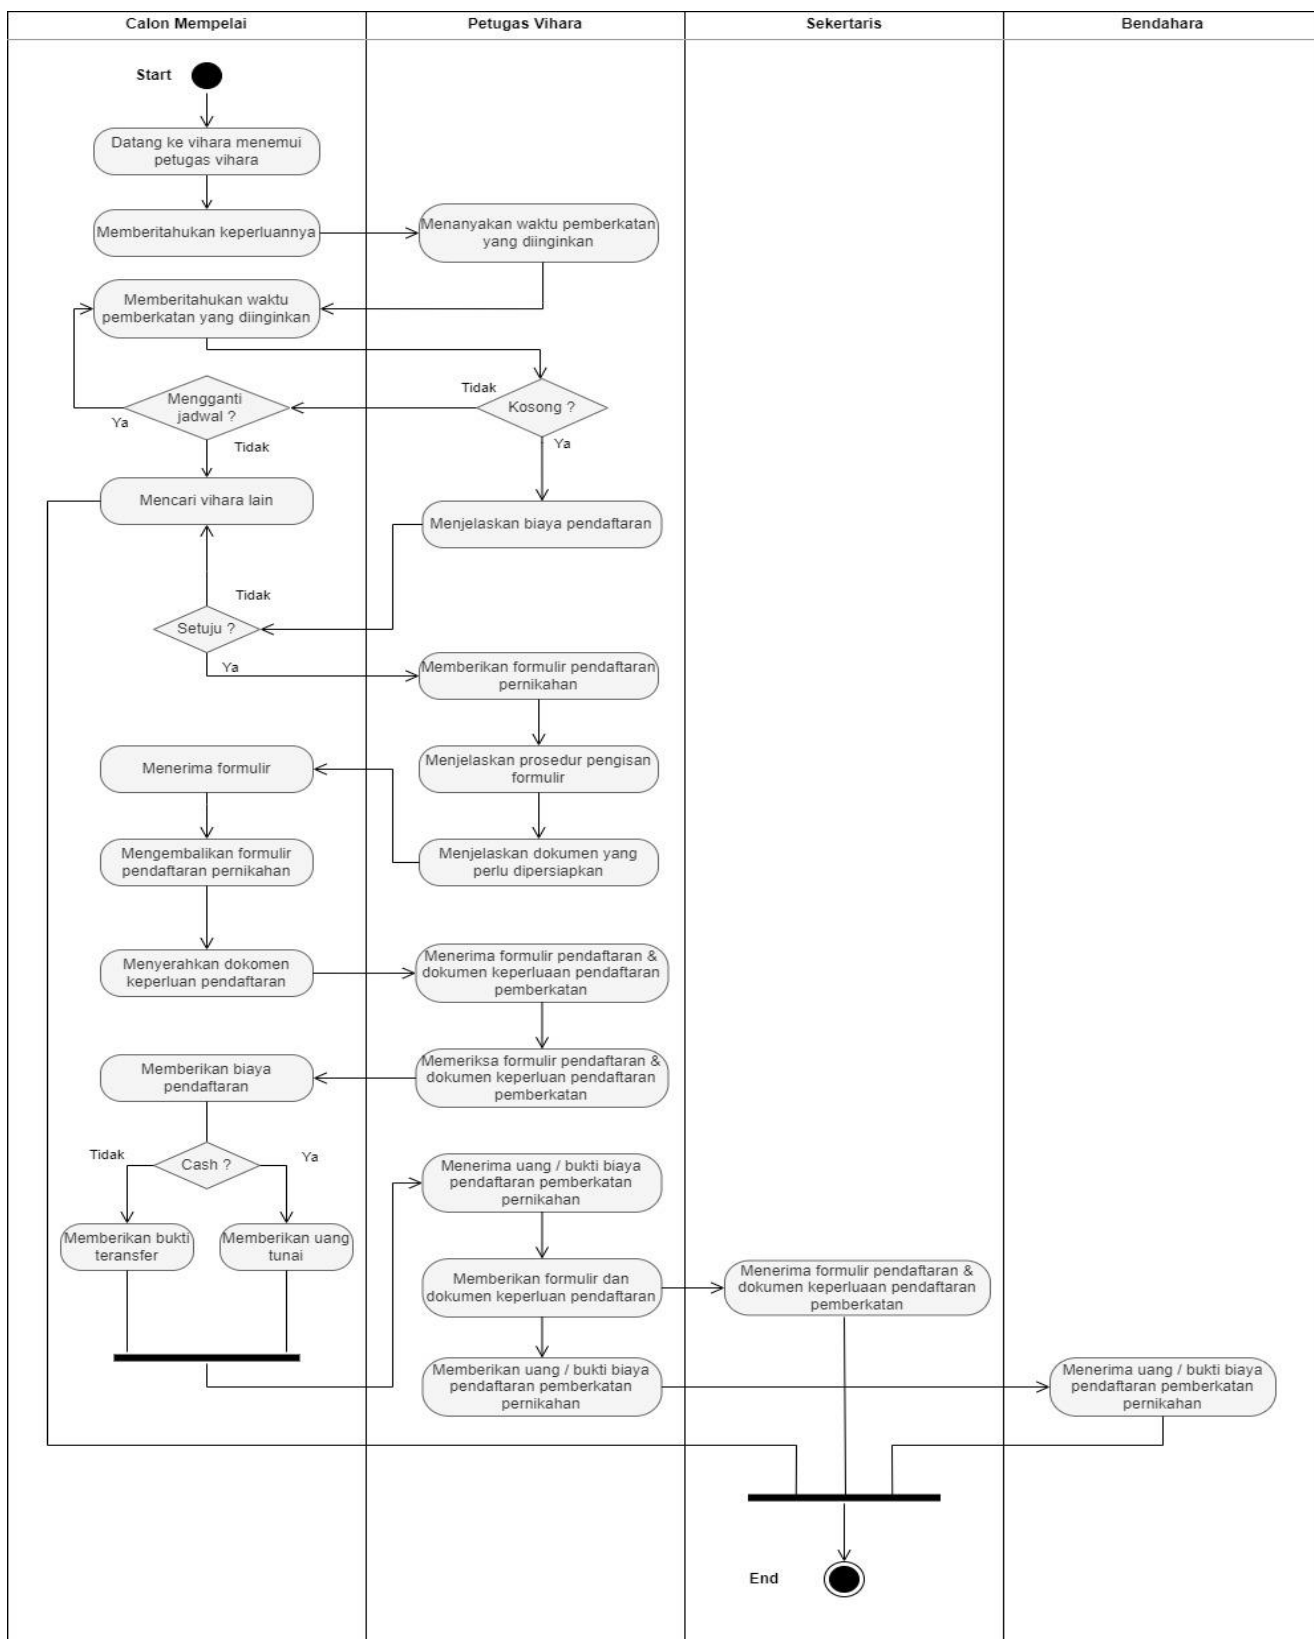 Calon Mempelai
Petugas Vihara
Sekertaris
Bendahara
Start
Datang ke vihara menemui
petugas vihara
Memberitahukan keperluannya
Menanyakan waktu pemberkatan
yang diinginkan
Memberitahukan waktu
pemberkatan yang diinginkan
Tidak
Mengganti
jadwal ?
Kosong ?
Ya
Tidak
Ya
Mencari vihara lain
Menjelaskan biaya pendaftaran
Tidak
Setuju ?
Ya
Memberikan formulir pendaftaran
pernikahan
Menerima formulir
Menjelaskan prosedur pengisan
formulir
Mengembalikan formulir
pendaftaran pernikahan
Menjelaskan dokumen yang
perlu dipersiapkan
Menyerahkan dokomen
keperluan pendaftaran
Menerima formulir pendaftaran &
dokumen keperluaan pendaftaran
pemberkatan
Memberikan biaya
pendaftaran
Memeriksa formulir pendaftaran &
dokumen keperluan pendaftaran
pemberkatan
Tidak
Cash ?
Ya
Menerima uang / bukti biaya
pendaftaran pemberkatan
pernikahan
Memberikan bukti
teransfer
Memberikan uang
tunai
Memberikan formulir dan
dokumen keperluan pendaftaran
Menerima formulir pendaftaran &
dokumen keperluaan pendaftaran
pemberkatan
Memberikan uang / bukti biaya
pendaftaran pemberkatan
pernikahan
Menerima uang / bukti biaya
pendaftaran pemberkatan
pernikahan
End